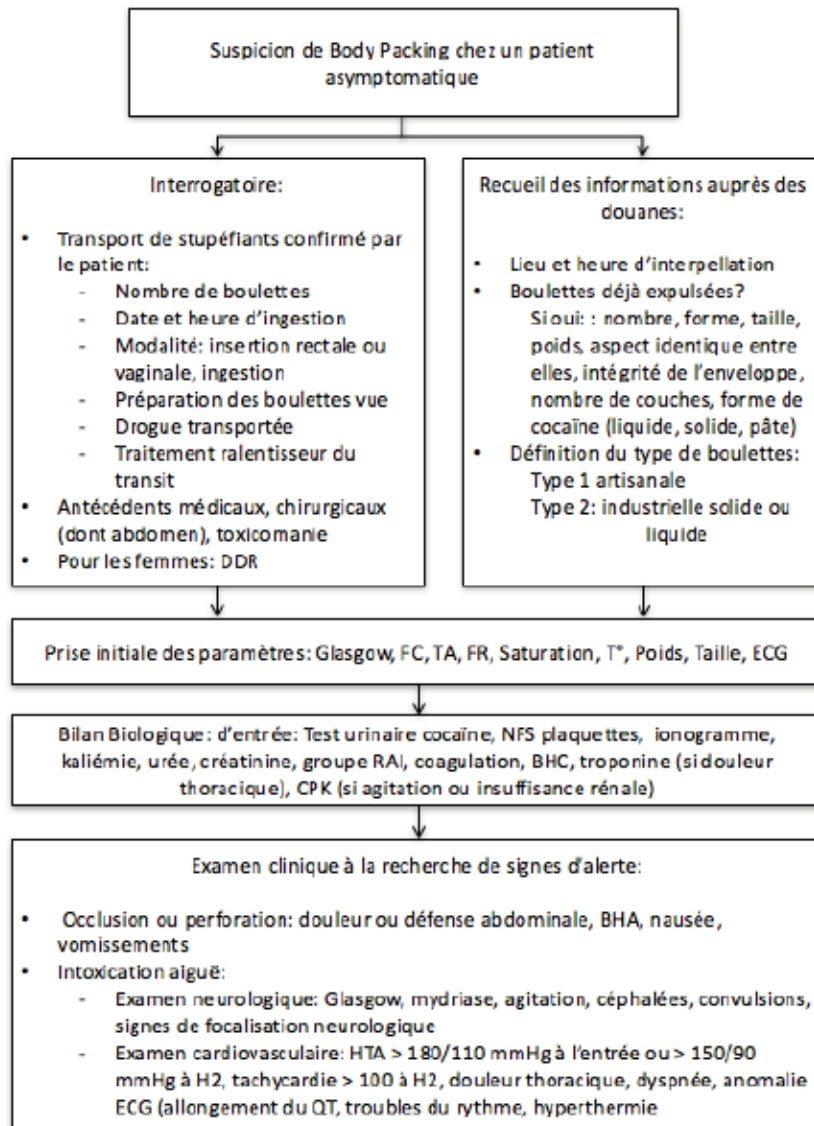 Suspicion de Body Packing chez un patient
asymptomatique
Interrogatoire:
• Transport de stupéfiants confirmé par
le patient:
- Nombre de boulettes
- Date et heure d'ingestion
- Modalité: insertion rectale ou
vaginale, ingestion
- Préparation des boulettes vue
- Drogue transportée
- Traitement ralentisseur du
transit
• Antécédents médicaux, chirurgicaux
(dont abdomen), toxicomanie
• Pour les femmes: DDR
Recueil des informations auprès des
douanes:
• Lieu et heure d'interpellation
• Boulettes déjà expulsées?
Si oui: : nombre, forme, taille,
poids, aspect identique entre
elles, intégrité de l'enveloppe,
nombre de couches, forme de
cocaïne (liquide, solide, pâte)
• Définition du type de boulettes:
Type 1 artisanale
Type 2: industrielle solide ou
liquide
Prise initiale des paramètres: Glasgow, FC, TA, FR, Saturation, T°, Poids, Taille, ECG
Bilan Biologique: d'entrée: Test urinaire cocaïne, NFS plaquettes, ionogramme,
kaliémie, urée, créatinine, groupe RAI, coagulation, BHC, troponine (si douleur
thoracique), CPK (si agitation ou insuffisance rénale)
Examen clinique à la recherche de signes d'alerte:
• Occlusion ou perforation: douleur ou défense abdominale, BHA, nausée,
vomissements
• Intoxication aiguë:
- Examen neurologique: Glasgow, mydriase, agitation, céphalées, convulsions,
signes de focalisation neurologique
- Examen cardiovasculaire: HTA > 180/110 mmHg à l'entrée ou > 150/90
mmHg à H2, tachycardie > 100 à H2, douleur thoracique, dyspnée, anomalie
ECG (allongement du QT, troubles du rythme, hyperthermie